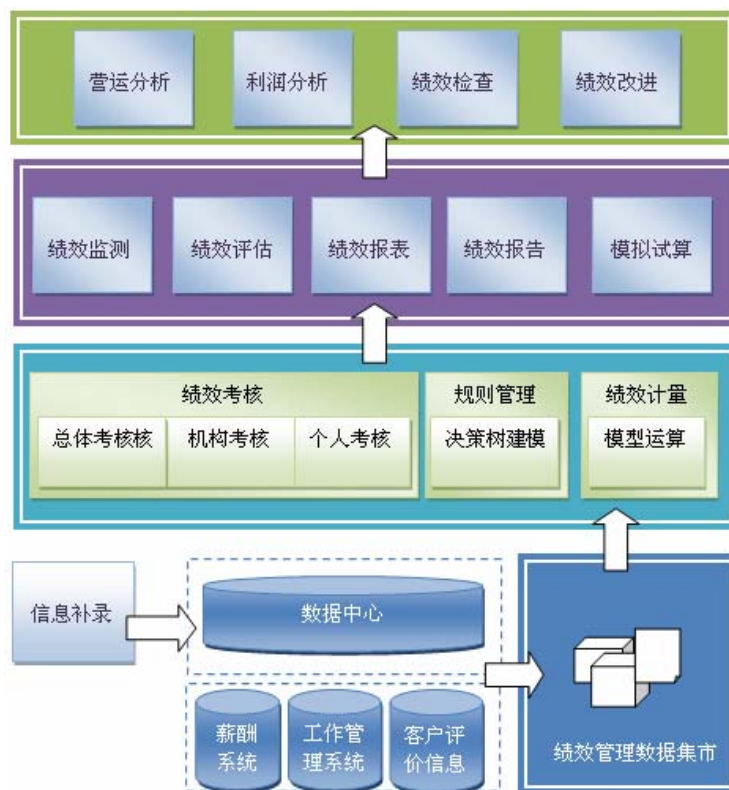 营运分析
利润分析
绩效检查
绩效改进
绩效监测
绩效评估
绩效报表
绩效报告
模拟试算
绩效考核
总体考核核
机构考核
个人考核
规则管理
决策树建模
绩效计量
模型运算
信息补录
数据中心
薪酬
系统
工作管
理系统
客户评
价信息
绩效管理数据集市